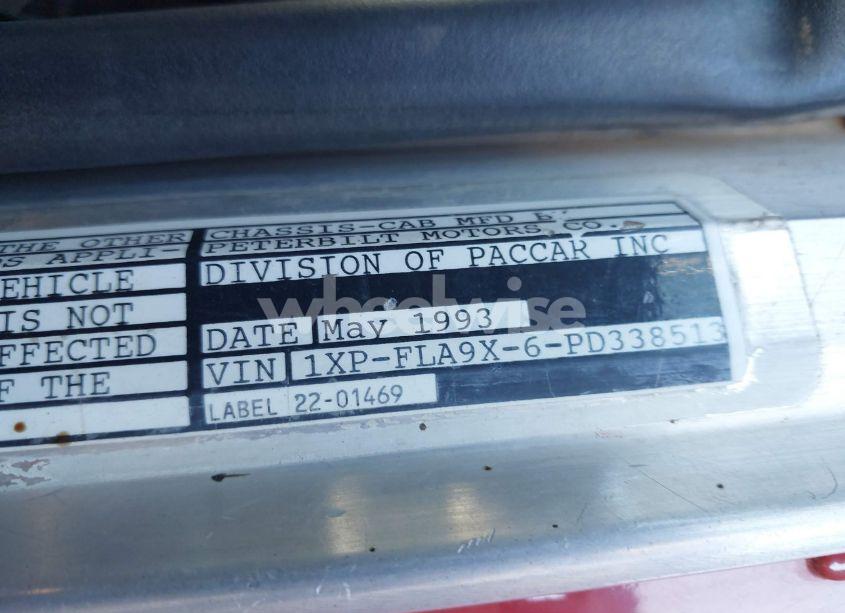 THE OTHER
S APPLI-
EHICLE
IS NOT
FFECTED
F THE
CHASSIS-CAB MFD
PETERBILT MOTORS CO.
DIVISION OF PACCAR INC
DATE May 1993
VIN 1XP-FLA9X-6-PD338513
LABEL 22-01469
wheelwise